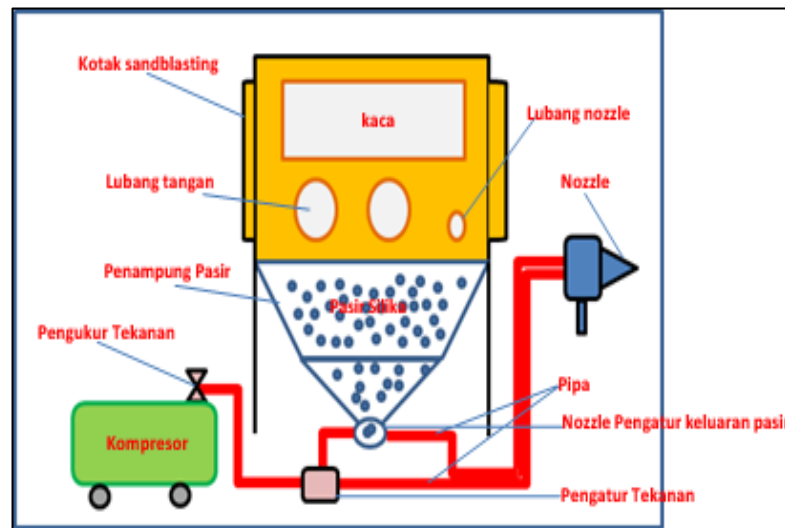 Kotak sandblasting
kaca
Lubang nozzle
Lubang tangan
Nozzle
Penampung Pasir
Pasir Silika
Pengukur Tekanan
Pipa
Nozzle Pengatur keluaran pasir
Kompresor
Pengatur Tekanan